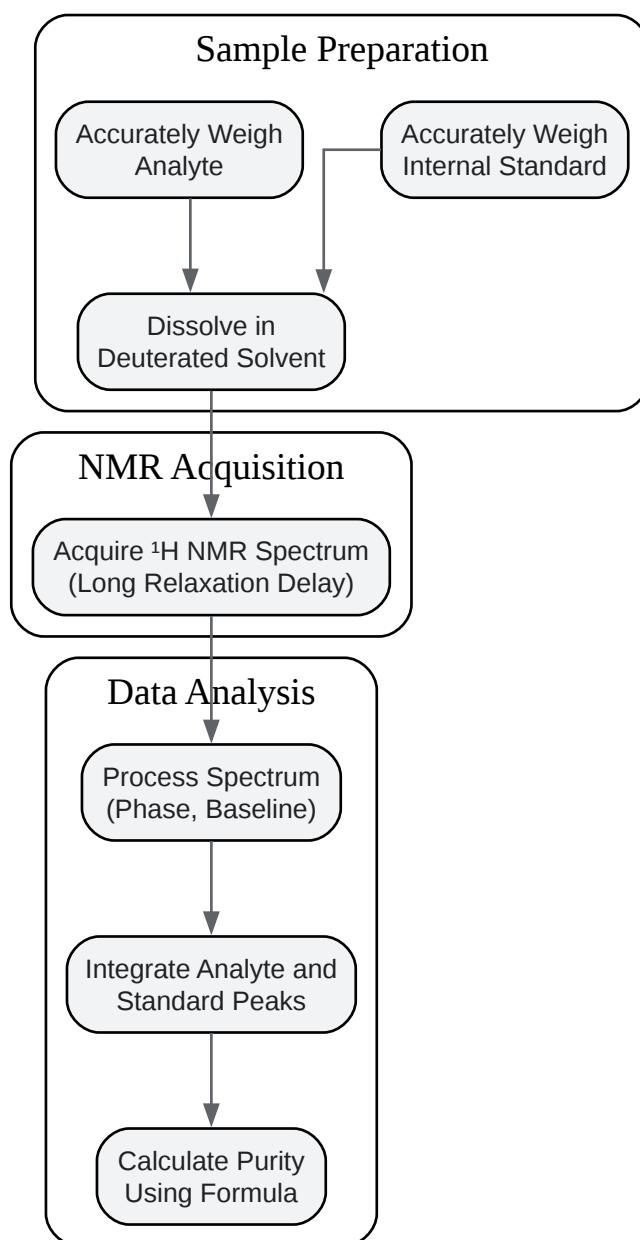 Sample Preparation
Accurately Weigh
Analyte
Accurately Weigh
Internal Standard
Dissolve in
Deuterated Solvent
NMR Acquisition
Acquire ¹H NMR Spectrum
(Long Relaxation Delay)
Data Analysis
Process Spectrum
(Phase, Baseline)
Integrate Analyte and
Standard Peaks
Calculate Purity
Using Formula